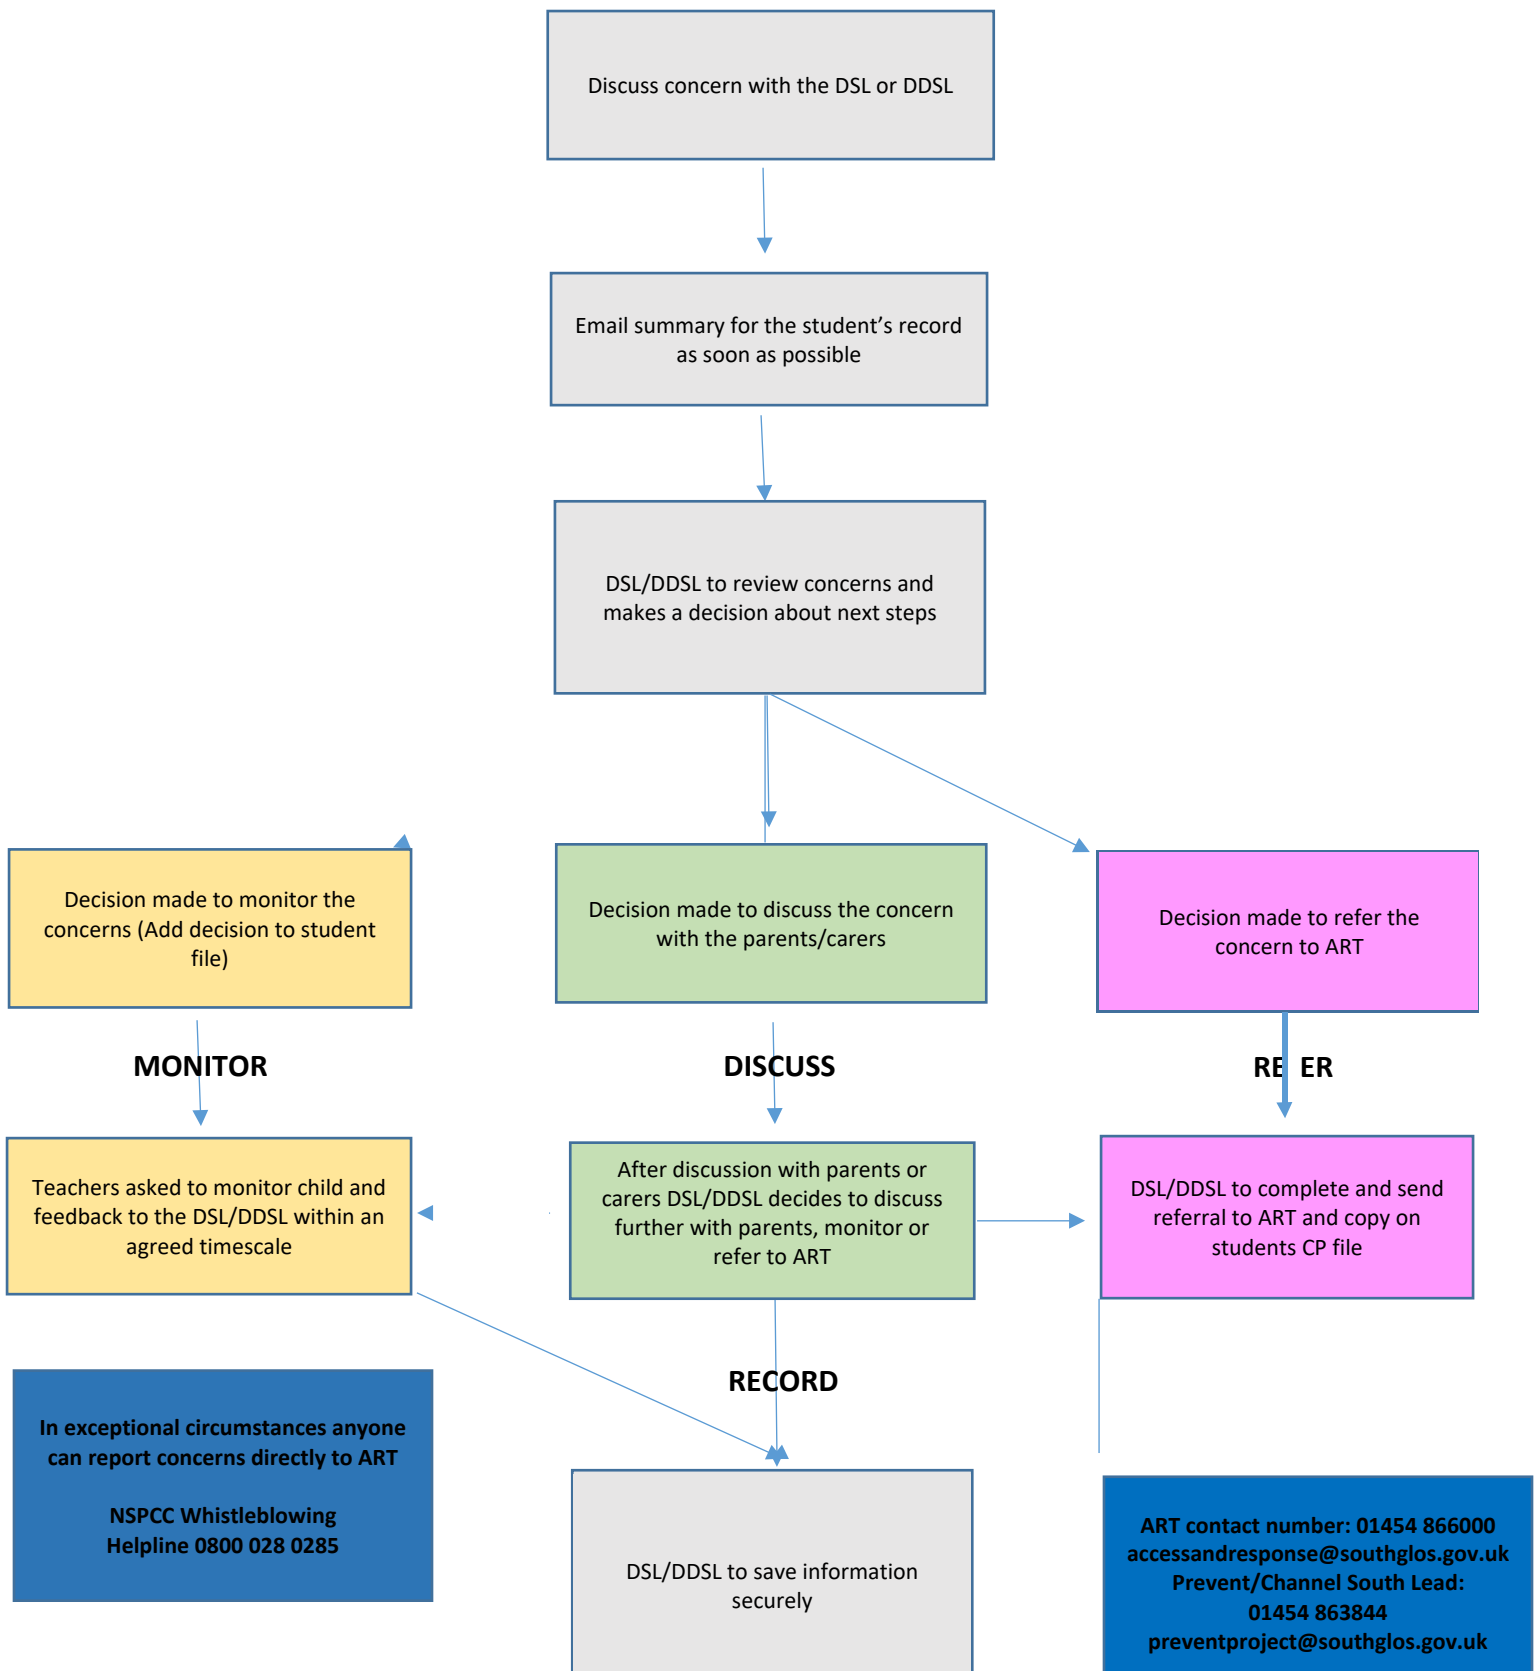 Discuss concern with the DSL or DDSL
Email summary for the student’s record
as soon as possible
DSL/DDSL to review concerns and
makes a decision about next steps
Decision made to monitor the
concerns (Add decision to student
file)
Decision made to discuss the concern
with the parents/carers
Decision made to refer the
concern to ART
MONITOR
DISCUSS
RE ER
Teachers asked to monitor child and
feedback to the DSL/DDSL within an
agreed timescale
After discussion with parents or
carers DSL/DDSL decides to discuss
further with parents, monitor or
refer to ART
DSL/DDSL to complete and send
referral to ART and copy on
students CP file
RECORD
In exceptional circumstances anyone
can report concerns directly to ART
NSPCC Whistleblowing
Helpline 0800 028 0285
DSL/DDSL to save information
securely
ART contact number: 01454 866000
accessandresponse@southglos.gov.uk
Prevent/Channel South Lead:
01454 863844
preventproject@southglos.gov.uk